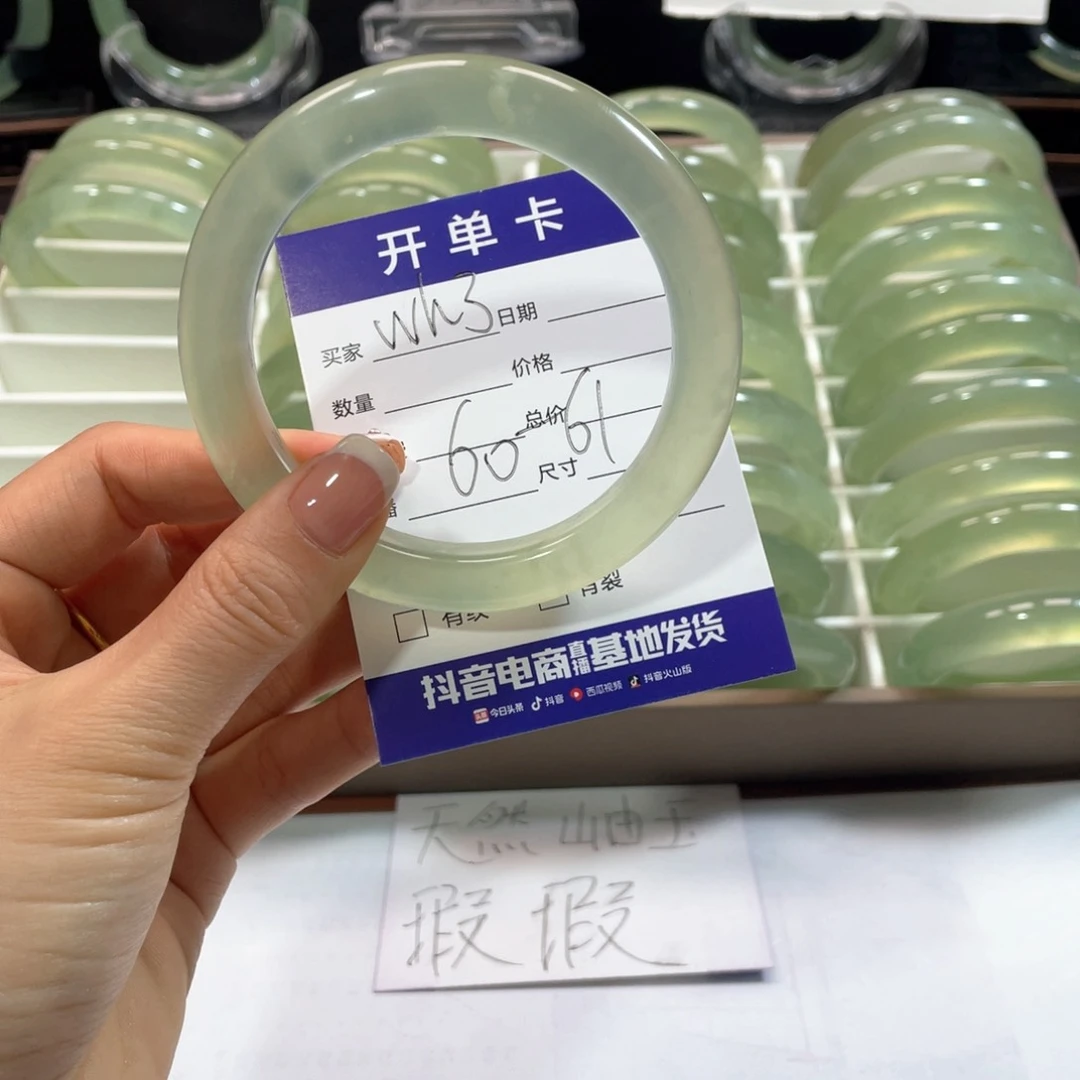 开单卡
买家 wh3 日期
数量 价格
60-61 总价
尺寸
有纹 有裂
抖音电商直播基地发货
今日头条 抖音 西瓜视频 抖音火山版
天然岫玉
瑕瑕